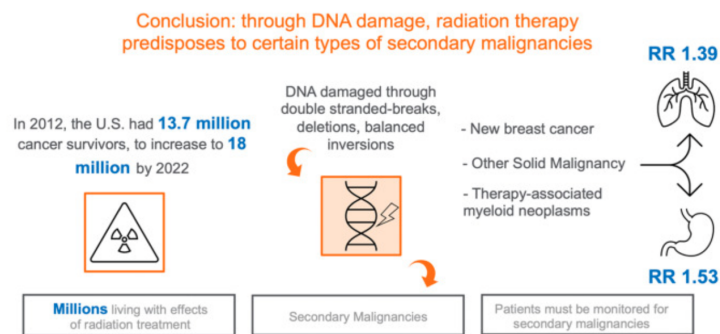 Conclusion: through DNA damage, radiation therapy
predisposes to certain types of secondary malignancies
In 2012, the U.S. had 13.7 million
cancer survivors, to increase to 18
million by 2022
Millions living with effects
of radiation treatment
DNA damaged through
double stranded-breaks,
deletions, balanced
inversions
Secondary Malignancies
- New breast cancer
- Other Solid Malignancy
- Therapy-associated
myeloid neoplasms
RR 1.39
RR 1.53
Patients must be monitored for
secondary malignancies